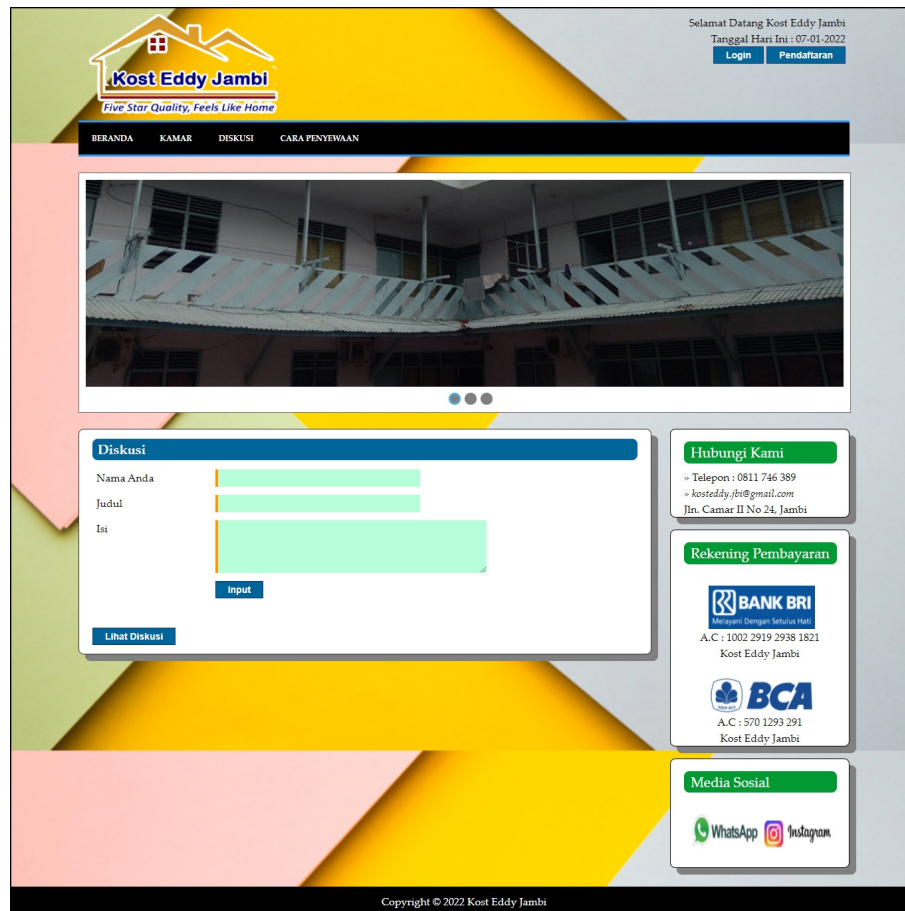 Selamat Datang Kost Eddy Jambi
Tanggal Hari Ini : 07-01-2022
Login Pendaftaran
Kost Eddy Jambi
Five Star Quality, Feels Like Home
BERANDA KAMAR DISKUSI CARA PENYEWAAN
Diskusi
Nama Anda
Judul
Isi
Input
Lihat Diskusi
Hubungi Kami
» Telepon : 0811 746 389
» kosteddy.jbi@gmail.com
Jln. Camar II No 24, Jambi
Rekening Pembayaran
BANK BRI
Melayani Dengan Setulus Hati
A.C : 1002 2919 2938 1821
Kost Eddy Jambi
BCA
A.C : 570 1293 291
Kost Eddy Jambi
Media Sosial
WhatsApp Instagram
Copyright © 2022 Kost Eddy Jambi